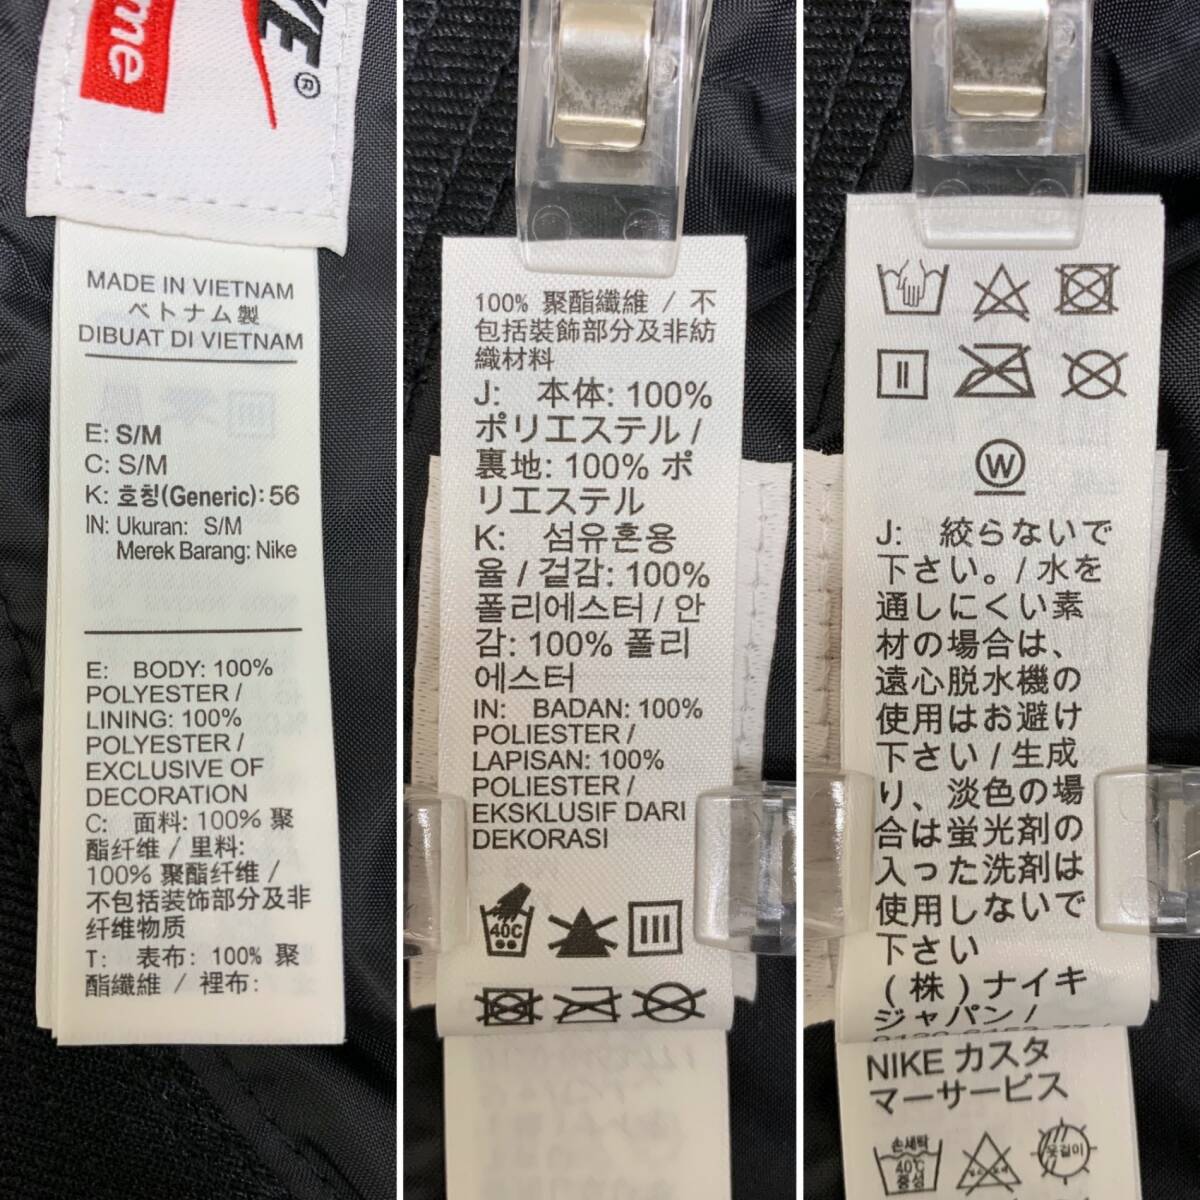 KE®
me
MADE IN VIETNAM
ベトナム製
DIBUAT DI VIETNAM
E: S/M
C: S/M
K: 호칭(Generic): 56
IN: Ukuran: S/M
Merek Barang: Nike
E: BODY: 100%
POLYESTER /
LINING: 100%
POLYESTER /
EXCLUSIVE OF
DECORATION
C: 面料: 100% 聚
酯纤维 / 里料:
100% 聚酯纤维 /
不包括装饰部分及非
纤维物质
T: 表布: 100% 聚
酯纖維 / 裡布:
100% 聚酯纖維 / 不
包括裝飾部分及非紡
織材料
J: 本体: 100%
ポリエステル /
裏地: 100% ポ
リエステル
K: 섬유혼용
율 / 겉감: 100%
폴리에스터 / 안
감: 100% 폴리
에스터
IN: BADAN: 100%
POLIESTER /
LAPISAN: 100%
POLIESTER /
EKSKLUSIF DARI
DEKORASI
40C
W
J: 絞らないで
下さい。/ 水を
通しにくい素
材の場合は、
遠心脱水機の
使用はお避け
下さい / 生成
り、淡色の場
合は蛍光剤の
入った洗剤は
使用しないで
下さい
(株)ナイキ
ジャパン /
NIKE カスタ
マーサービス
손세탁
40℃
중성
옷걸이